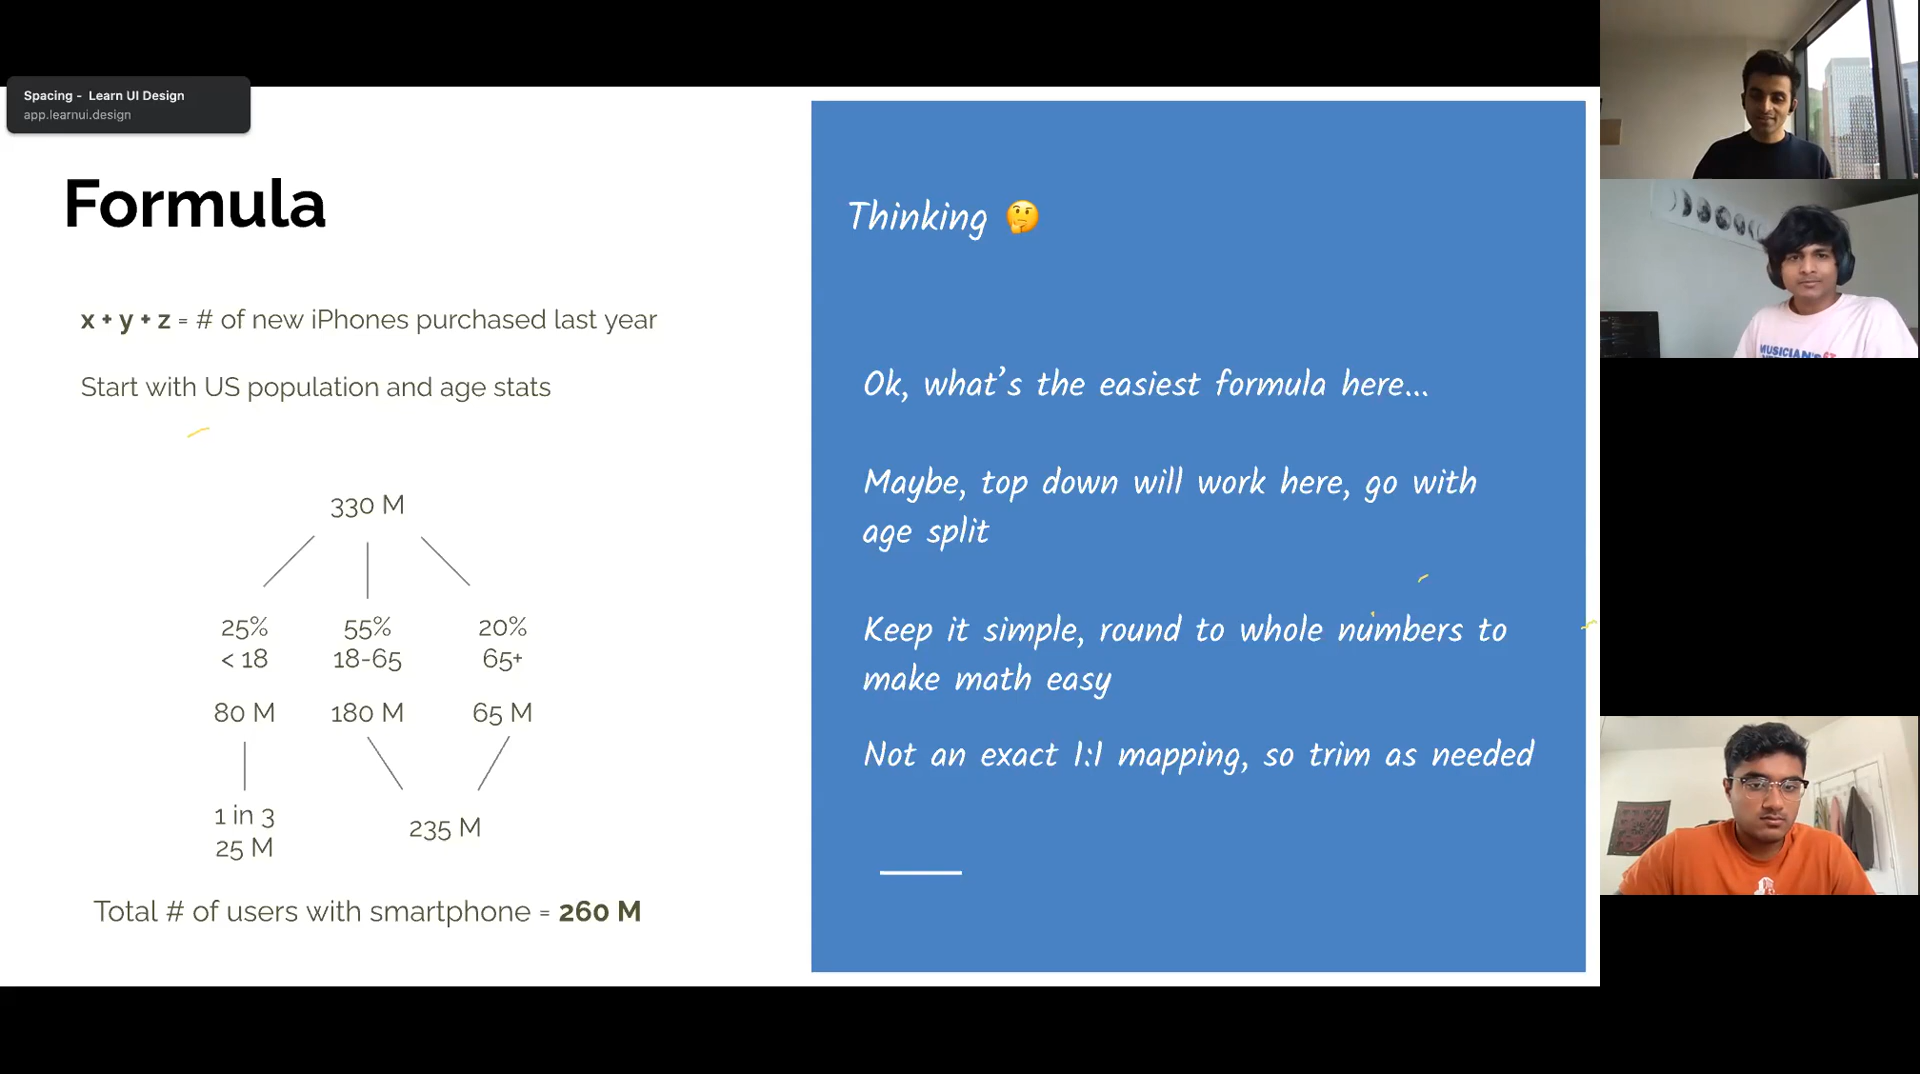 Spacing - Learn UI Design
app.learnui.design
Formula
x + y + z = # of new iPhones purchased last year
Start with US population and age stats
330 M
25% 55% 20%
< 18 18-65 65+
80 M 180 M 65 M
1 in 3
25 M
235 M
Total # of users with smartphone = 260 M
Thinking 🤔
Ok, what's the easiest formula here...
Maybe, top down will work here, go with
age split
Keep it simple, round to whole numbers to
make math easy
Not an exact 1:1 mapping, so trim as needed
MUSICIAN'S